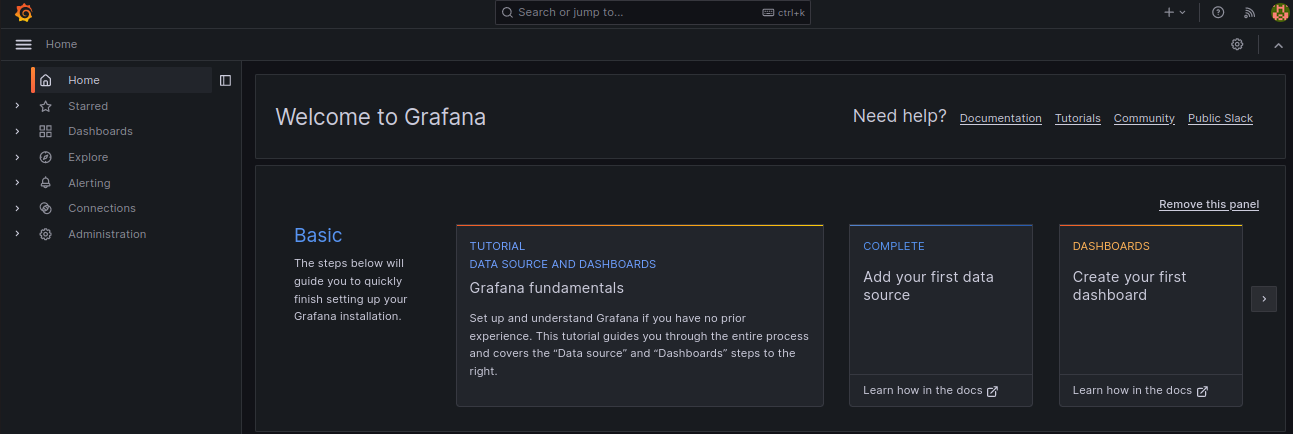 Search or jump to...
ctrl+k
Home
Home
Starred
Dashboards
Explore
Alerting
Connections
Administration
Welcome to Grafana
Need help? Documentation Tutorials Community Public Slack
Remove this panel
Basic
The steps below will
guide you to quickly
finish setting up your
Grafana installation.
TUTORIAL
DATA SOURCE AND DASHBOARDS
Grafana fundamentals
Set up and understand Grafana if you have no prior
experience. This tutorial guides you through the entire process
and covers the “Data source” and “Dashboards” steps to the
right.
COMPLETE
Add your first data
source
Learn how in the docs
DASHBOARDS
Create your first
dashboard
Learn how in the docs